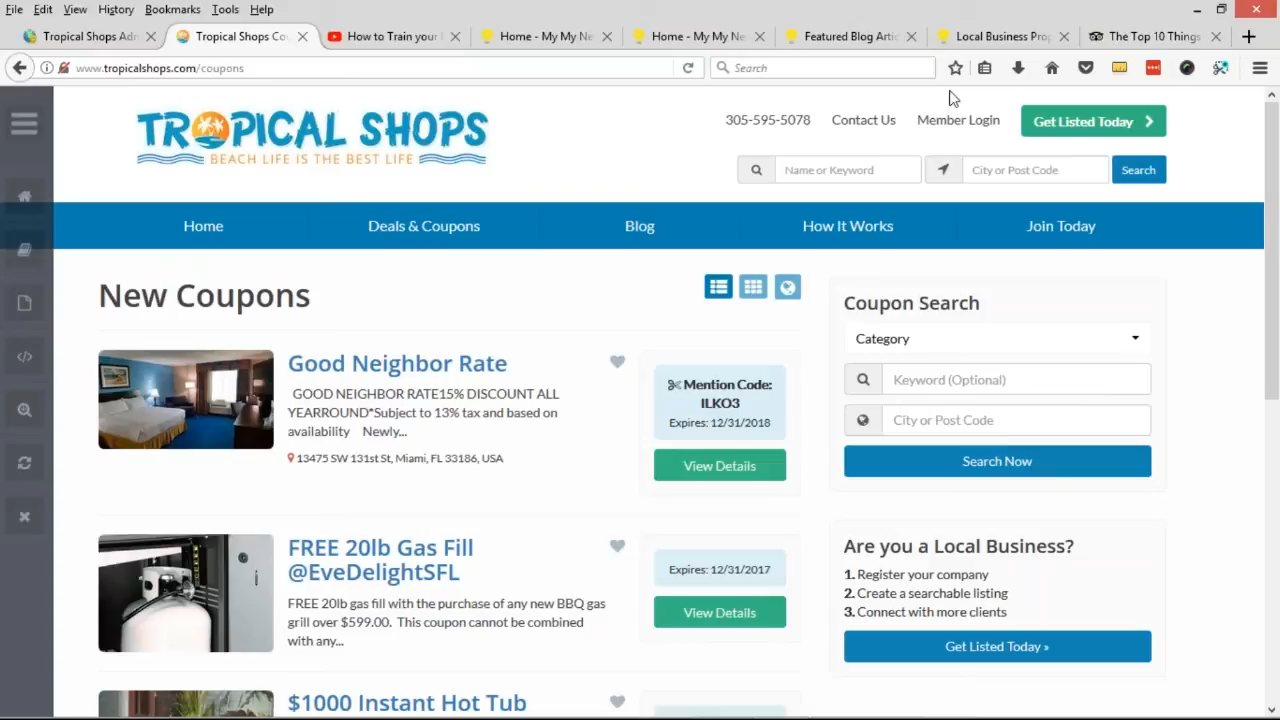 File Edit View History Bookmarks Tools Help
Tropical Shops Adm
Tropical Shops Cou
How to Train your
Home - My My Ne
Home - My My Ne
Featured Blog Artic
Local Business Prop
The Top 10 Things
www.tropicalshops.com/coupons
Search
TROPICAL SHOPS
BEACH LIFE IS THE BEST LIFE
305-595-5078 Contact Us Member Login Get Listed Today
Name or Keyword City or Post Code Search
Home Deals & Coupons Blog How It Works Join Today
New Coupons
Good Neighbor Rate
GOOD NEIGHBOR RATE15% DISCOUNT ALL
YEARROUND*Subject to 13% tax and based on
availability Newly...
13475 SW 131st St, Miami, FL 33186, USA
Mention Code:
ILKO3
Expires: 12/31/2018
View Details
FREE 20lb Gas Fill
@EveDelightSFL
FREE 20lb gas fill with the purchase of any new BBQ gas
grill over $599.00. This coupon cannot be combined
with any...
Expires: 12/31/2017
View Details
$1000 Instant Hot Tub
Coupon Search
Category
Keyword (Optional)
City or Post Code
Search Now
Are you a Local Business?
1. Register your company
2. Create a searchable listing
3. Connect with more clients
Get Listed Today »